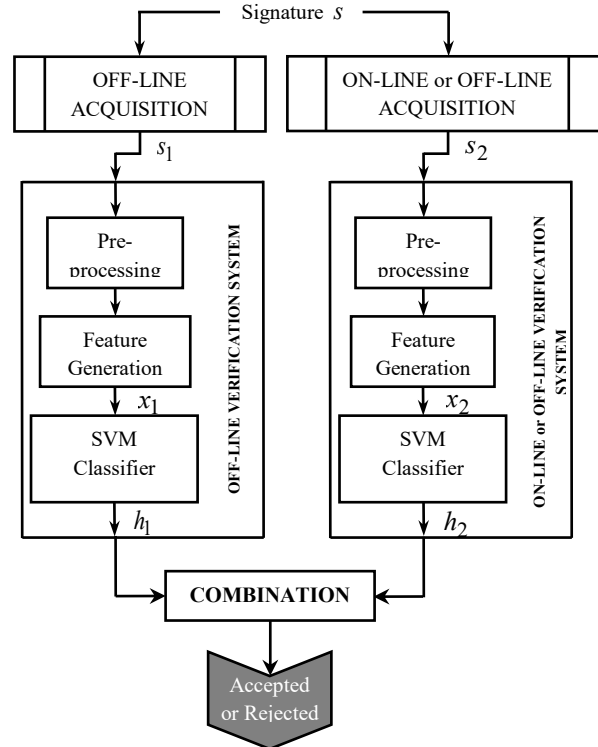 Signature s
OFF-LINE
ACQUISITION
ON-LINE or OFF-LINE
ACQUISITION
s1
s2
Pre-
processing
Feature
Generation
x1
SVM
Classifier
h1
OFF-LINE VERIFICATION SYSTEM
Pre-
processing
Feature
Generation
x2
SVM
Classifier
h2
ON-LINE or OFF-LINE VERIFICATION
SYSTEM
COMBINATION
Accepted
or Rejected